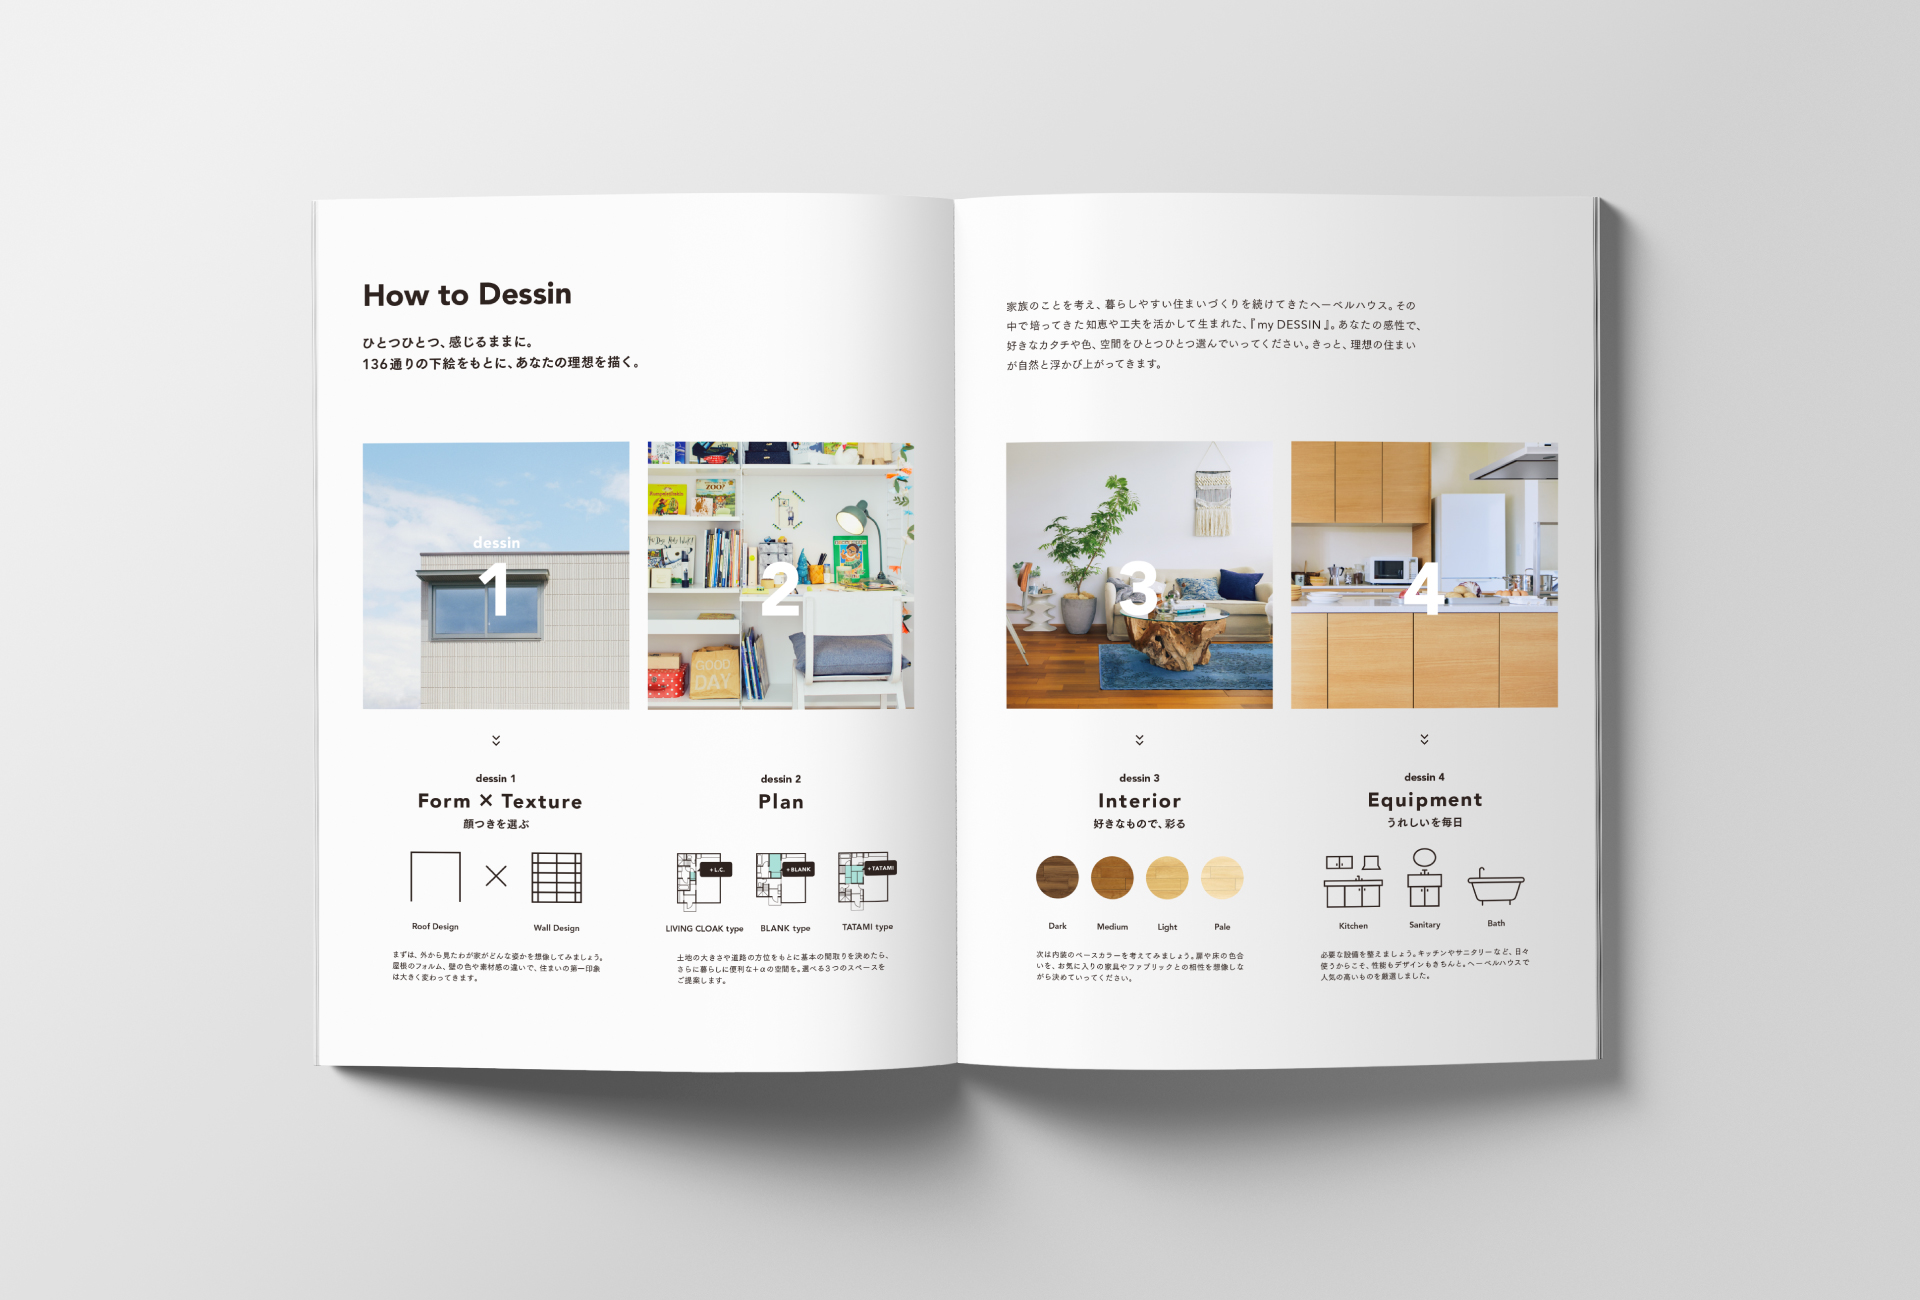 How to Dessin
ひとつひとつ、感じるままに。
136通りの下絵をもとに、あなたの理想を描く。
dessin
1
ZOO?
GOOD
DAY
2
dessin 1
Form × Texture
顔つきを選ぶ
Roof Design
Wall Design
まずは、外から見たわが家がどんな姿かを想像してみましょう。
屋根のフォルム、壁の色や素材感の違いで、住まいの第一印象
は大きく変わってきます。
dessin 2
Plan
+L.C.
+BLANK
+TATAMI
LIVING CLOAK type
BLANK type
TATAMI type
土地の大きさや道路の方位をもとに基本の間取りを決めたら、
さらに暮らしに便利な+αの空間を。選べる3つのスペースを
ご提案します。
家族のことを考え、暮らしやすい住まいづくりを続けてきたヘーベルハウス。その
中で培ってきた知恵や工夫を活かして生まれた、『my DESSIN』。あなたの感性で、
好きなカタチや色、空間をひとつひとつ選んでいってください。きっと、理想の住まい
が自然と浮かび上がってきます。
3
4
dessin 3
Interior
好きなもので、彩る
Dark
Medium
Light
Pale
次は内装のベースカラーを考えてみましょう。扉や床の色合
いを、お気に入りの家具やファブリックとの相性を想像しな
がら決めていってください。
dessin 4
Equipment
うれしいを毎日
Kitchen
Sanitary
Bath
必要な設備を整えましょう。キッチンやサニタリーなど、日々
使うからこそ、性能もデザインもきちんと。ヘーベルハウスで
人気の高いものを厳選しました。